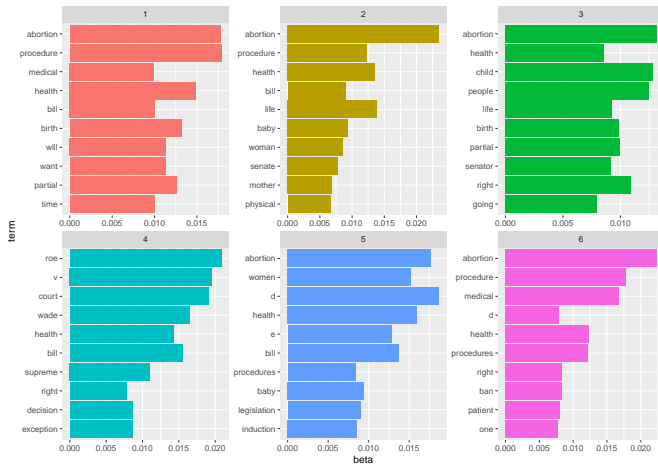 1
abortion
procedure
medical
health
bill
birth
will
want
partial
time
0.000 0.005 0.010 0.015
2
abortion
procedure
health
bill
life
baby
woman
senate
mother
physical
0.000 0.005 0.010 0.015 0.020
3
abortion
health
child
people
life
birth
partial
senator
right
going
0.000 0.005 0.010
term
4
roe
v
court
wade
health
bill
supreme
right
decision
exception
0.000 0.005 0.010 0.015 0.020
5
abortion
women
d
health
e
bill
procedures
baby
legislation
induction
0.000 0.005 0.010 0.015
6
abortion
procedure
medical
d
health
procedures
right
ban
patient
one
0.000 0.005 0.010 0.015 0.020
beta